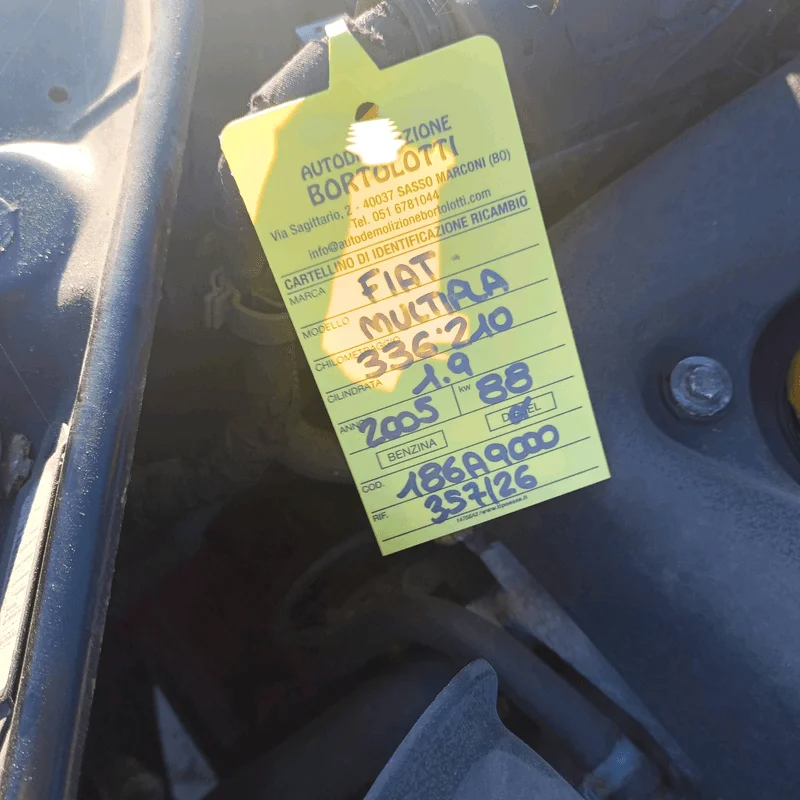 AUTODEMOLIZIONE
BORTOLOTTI
Via Sagittario, 2 - 40037 SASSO MARCONI (BO)
Tel. 051 6781044
info@autodemolizionebortolotti.com
CARTELLINO DI IDENTIFICAZIONE RICAMBIO
MARCA FIAT
MODELLO MULTIPLA
CHILOMETRAGGIO 336.210
CILINDRATA 1.9
ANNO 2005 kw 88
BENZINA DIESEL
COD. 186A9000
RIF. 357/26